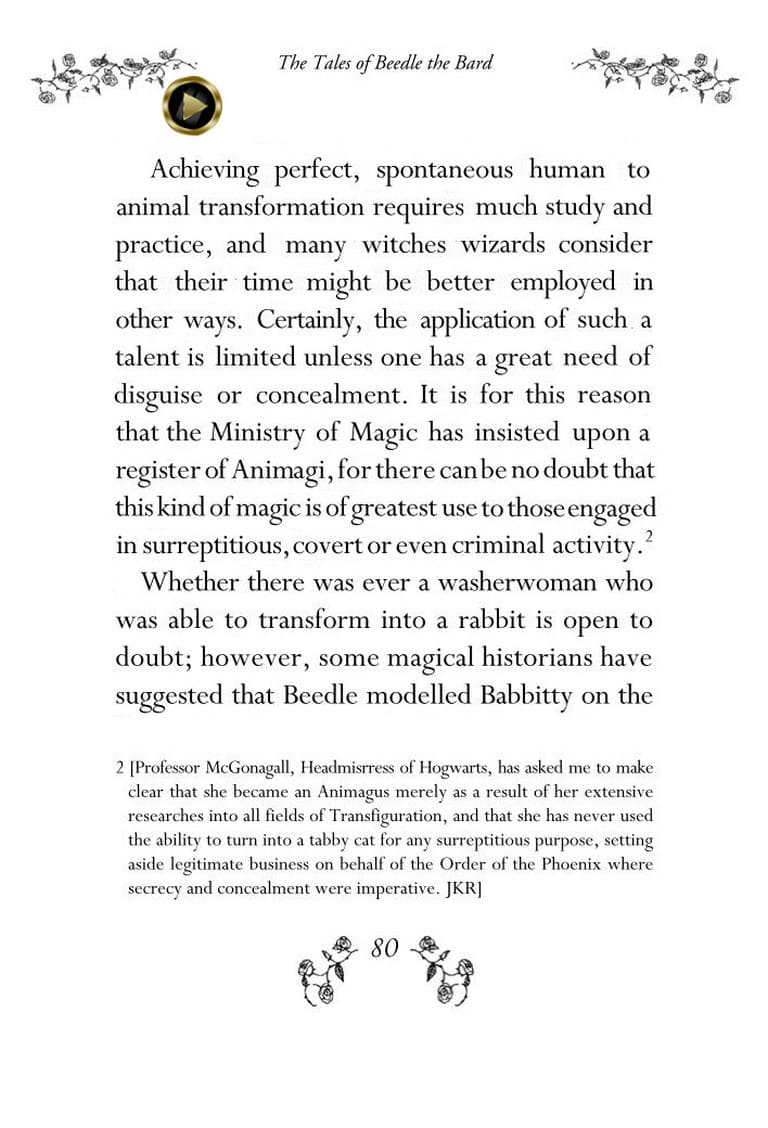 The Tales of Beedle the Bard
Achieving perfect, spontaneous human to
animal transformation requires much study and
practice, and many witches wizards consider
that their time might be better employed in
other ways. Certainly, the application of such a
talent is limited unless one has a great need of
disguise or concealment. It is for this reason
that the Ministry of Magic has insisted upon a
register of Animagi, for there can be no doubt that
this kind of magic is of greatest use to those engaged
in surreptitious, covert or even criminal activity.2
Whether there was ever a washerwoman who
was able to transform into a rabbit is open to
doubt; however, some magical historians have
suggested that Beedle modelled Babbitty on the
2 [Professor McGonagall, Headmisrress of Hogwarts, has asked me to make
clear that she became an Animagus merely as a result of her extensive
researches into all fields of Transfiguration, and that she has never used
the ability to turn into a tabby cat for any surreptitious purpose, setting
aside legitimate business on behalf of the Order of the Phoenix where
secrecy and concealment were imperative. JKR]
80